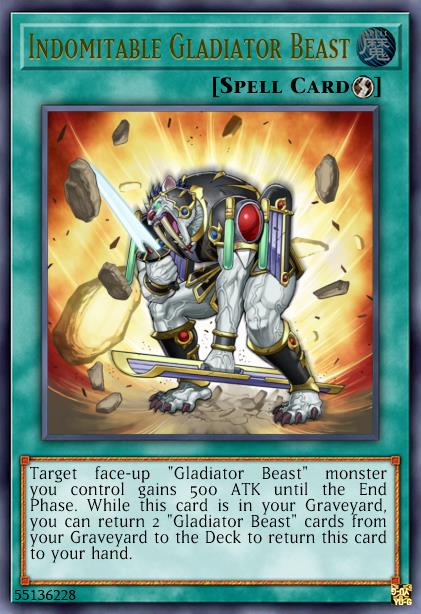 Indomitable Gladiator Beast
魔
[Spell Card]
Target face-up "Gladiator Beast" monster
you control gains 500 ATK until the End
Phase. While this card is in your Graveyard,
you can return 2 "Gladiator Beast" cards from
your Graveyard to the Deck to return this card
to your hand.
55136228